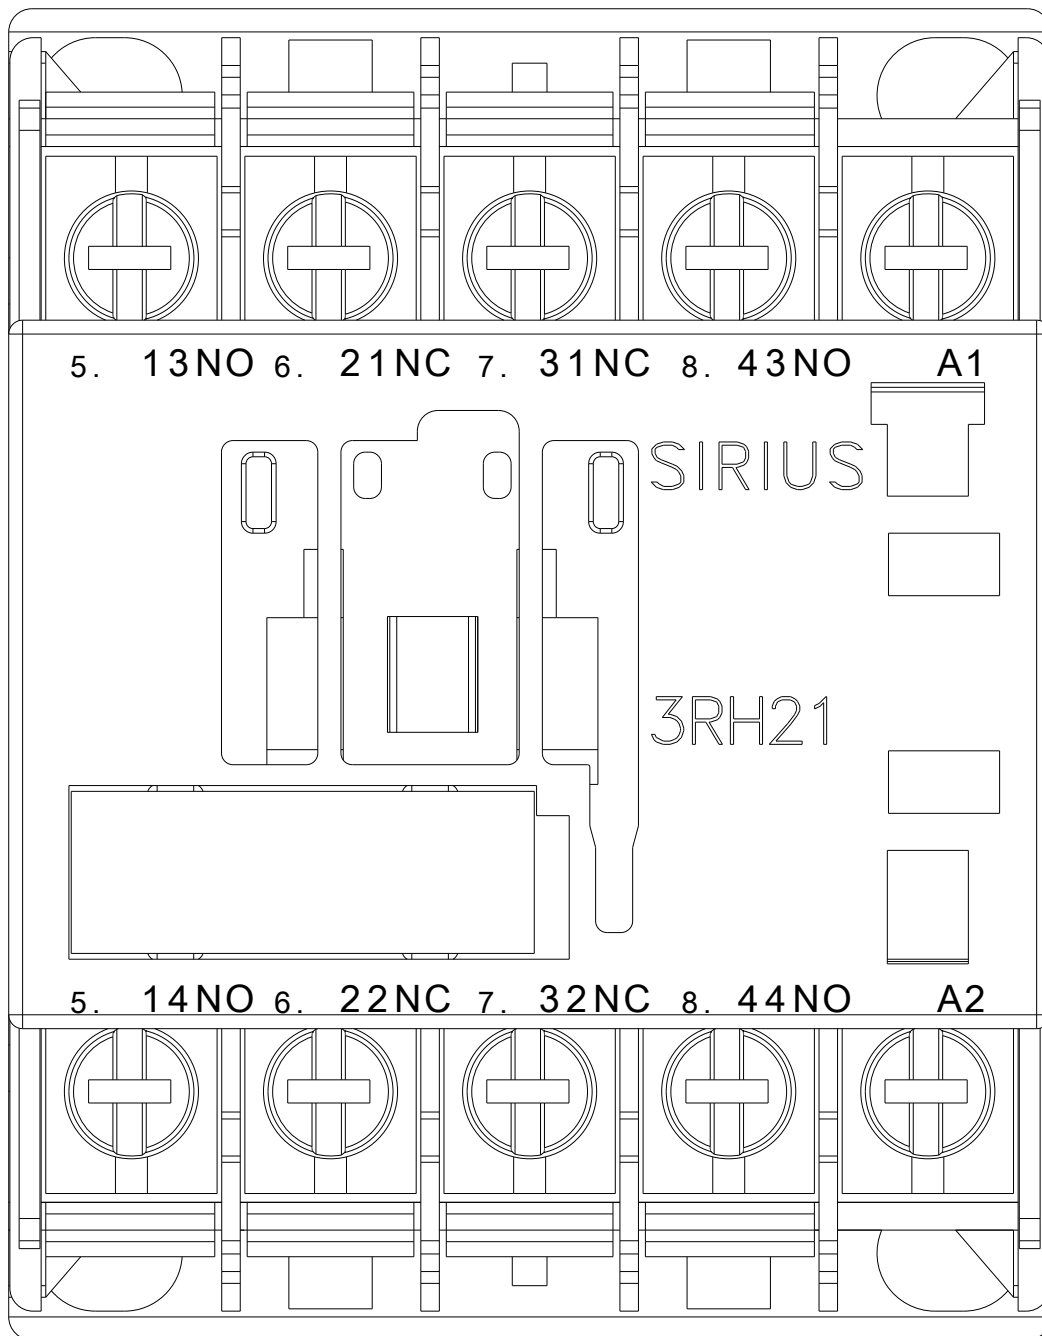 5. 13NO 6. 21NC 7. 31NC 8. 43NO A1
SIRIUS
3RH21
5. 14NO 6. 22NC 7. 32NC 8. 44NO A2